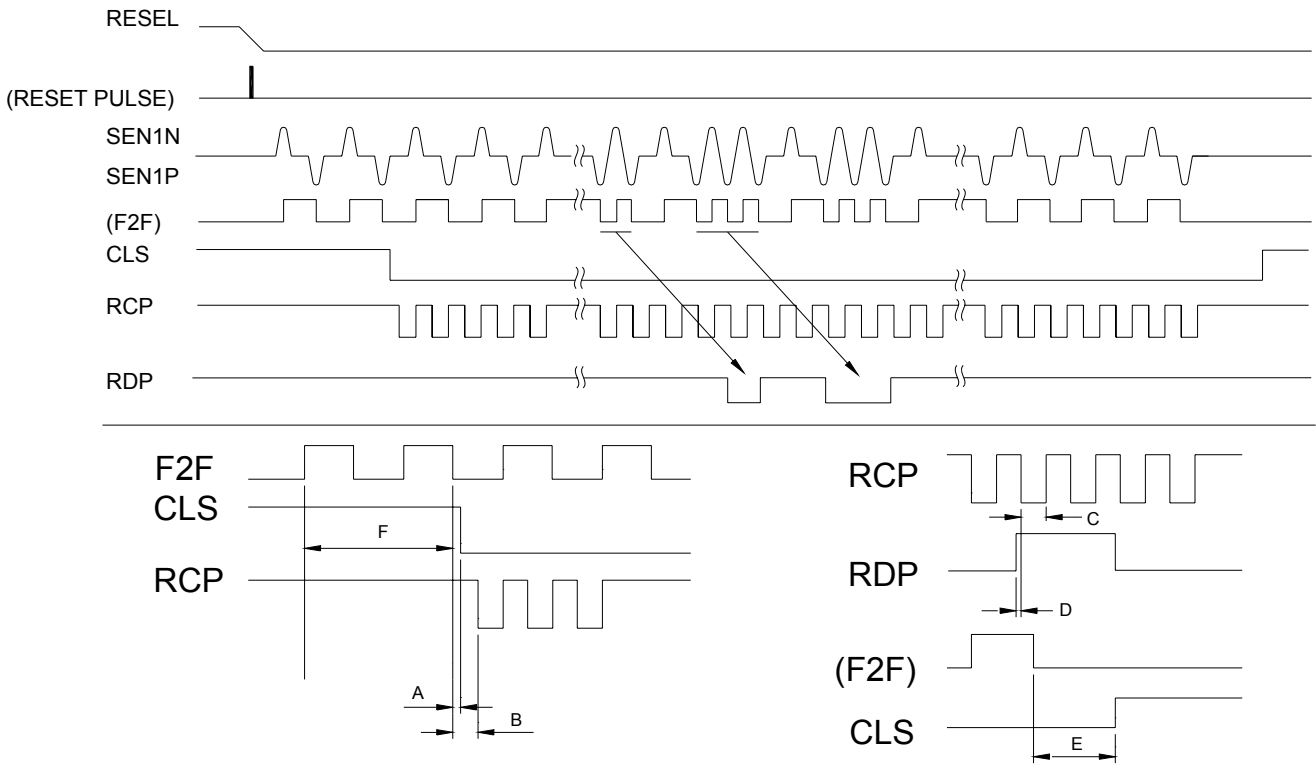 RESEL
(RESET PULSE)
SEN1N
SEN1P
(F2F)
CLS
RCP
RDP
F2F
CLS
F
RCP
A
B
RCP
C
RDP
D
(F2F)
CLS
E